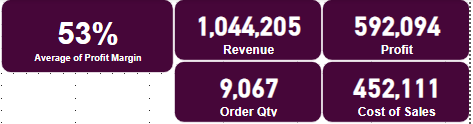 53%
Average of Profit Margin
1,044,205
Revenue
592,094
Profit
9,067
Order Qty
452,111
Cost of Sales